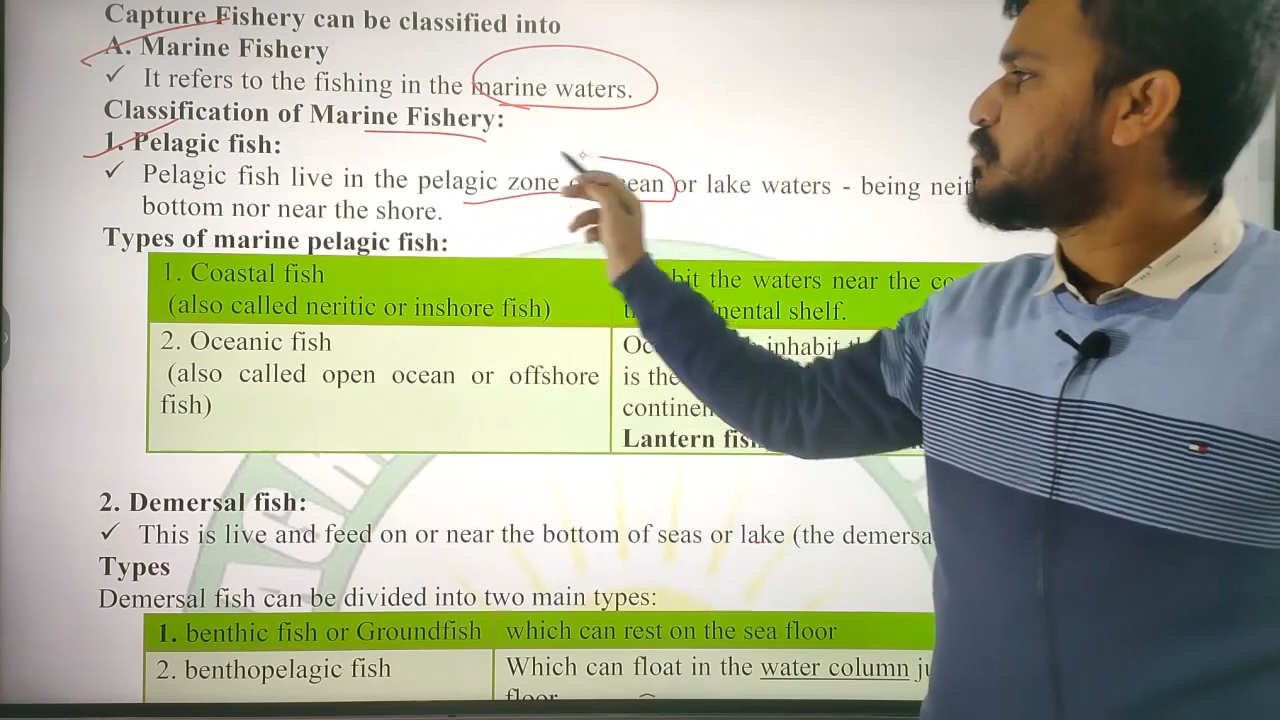 Capture Fishery can be classified into
A. Marine Fishery
✓ It refers to the fishing in the marine waters.
Classification of Marine Fishery:
1. Pelagic fish:
✓ Pelagic fish live in the pelagic zone or lake waters - being
bottom nor near the shore.
Types of marine pelagic fish:
1. Coastal fish
(also called neritic or inshore fish)
the waters near the
shelf.
2. Oceanic fish
(also called open ocean or offshore
fish)
inhabit
is
Lantern
2. Demersal fish:
✓ This is live and feed on or near the bottom of seas or lake (the
Types
Demersal fish can be divided into two main types:
1. benthic fish or Groundfish which can rest on the sea floor
2. benthopelagic fish Which can float in the water column
floor